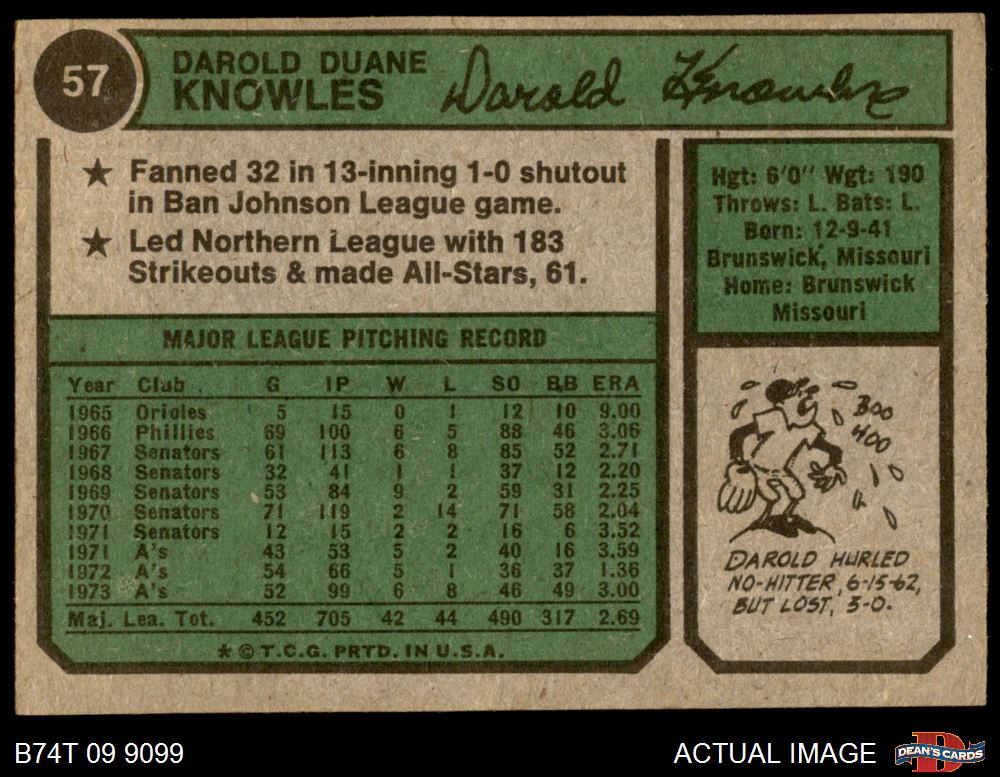 57
DAROLD DUANE
KNOWLES
Darold Knowles
★ Fanned 32 in 13-inning 1-0 shutout
in Ban Johnson League game.
★ Led Northern League with 183
Strikeouts & made All-Stars, 61.
Hgt: 6'0" Wgt: 190
Throws: L. Bats: L.
Born: 12-9-41
Brunswick, Missouri
Home: Brunswick
Missouri
MAJOR LEAGUE PITCHING RECORD
Year Club G IP W L SO BB ERA
1965 Orioles 5 15 0 1 12 10 9.00
1966 Phillies 69 100 6 5 88 46 3.06
1967 Senators 61 113 6 8 85 52 2.71
1968 Senators 32 41 1 1 37 12 2.20
1969 Senators 53 84 9 2 59 31 2.25
1970 Senators 71 119 2 14 71 58 2.04
1971 Senators 12 15 2 2 16 6 3.52
1971 A's 43 53 5 2 40 16 3.59
1972 A's 54 66 5 1 36 37 1.36
1973 A's 52 99 6 8 46 49 3.00
Maj. Lea. Tot. 452 705 42 44 490 317 2.69
* © T.C.G. PRTD. IN U.S.A.
BOO
HOO
DAROLD HURLED
NO-HITTER, 6-15-62,
BUT LOST, 3-0.
B74T 09 9099
ACTUAL IMAGE
D
DEAN'S CARDS